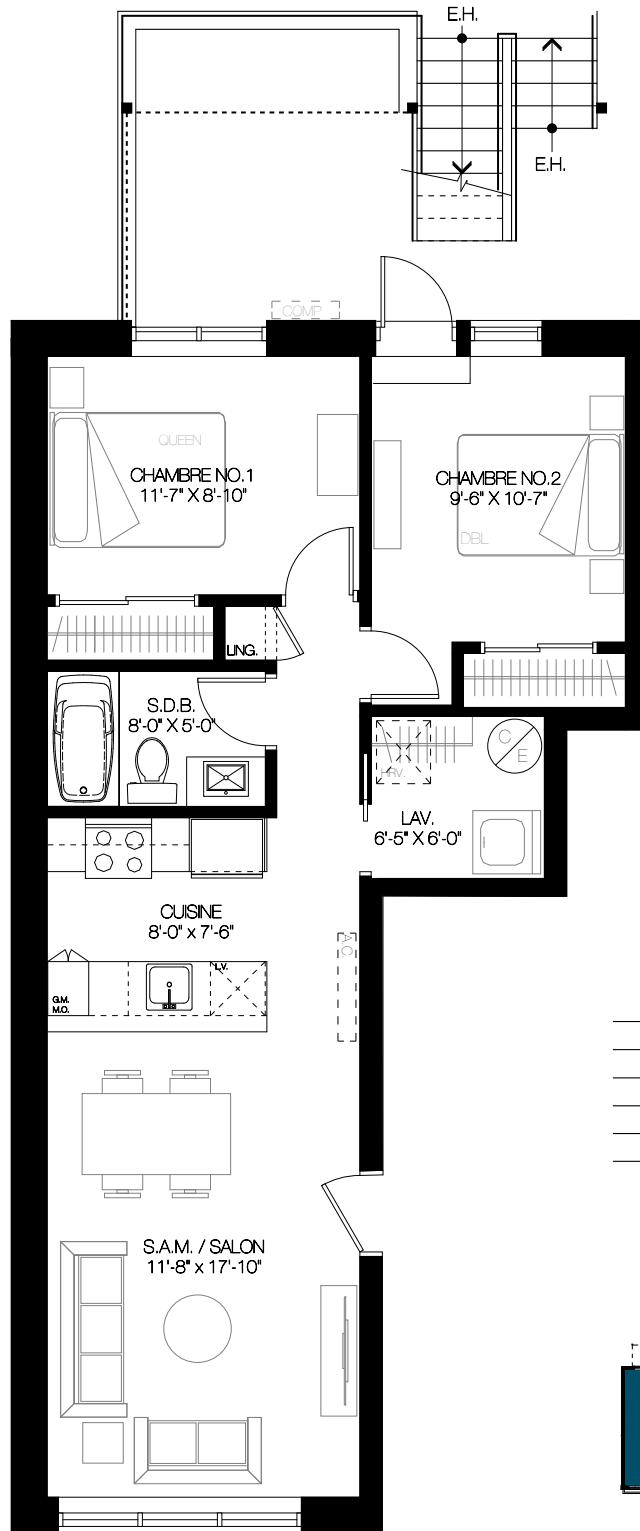 E.H.
E.H.
COMP
QUEEN
CHAMBRE NO.1
11'-7" X 8'-10"
CHAMBRE NO.2
9'-6" X 10'-7"
DBL
LING.
S.D.B.
8'-0" X 5'-0"
C
E
HRV.
LAV.
6'-5" X 6'-0"
CUISINE
8'-0" x 7'-6"
A.C
L.V.
G.M.
M.O.
S.A.M. / SALON
11'-8" x 17'-10"